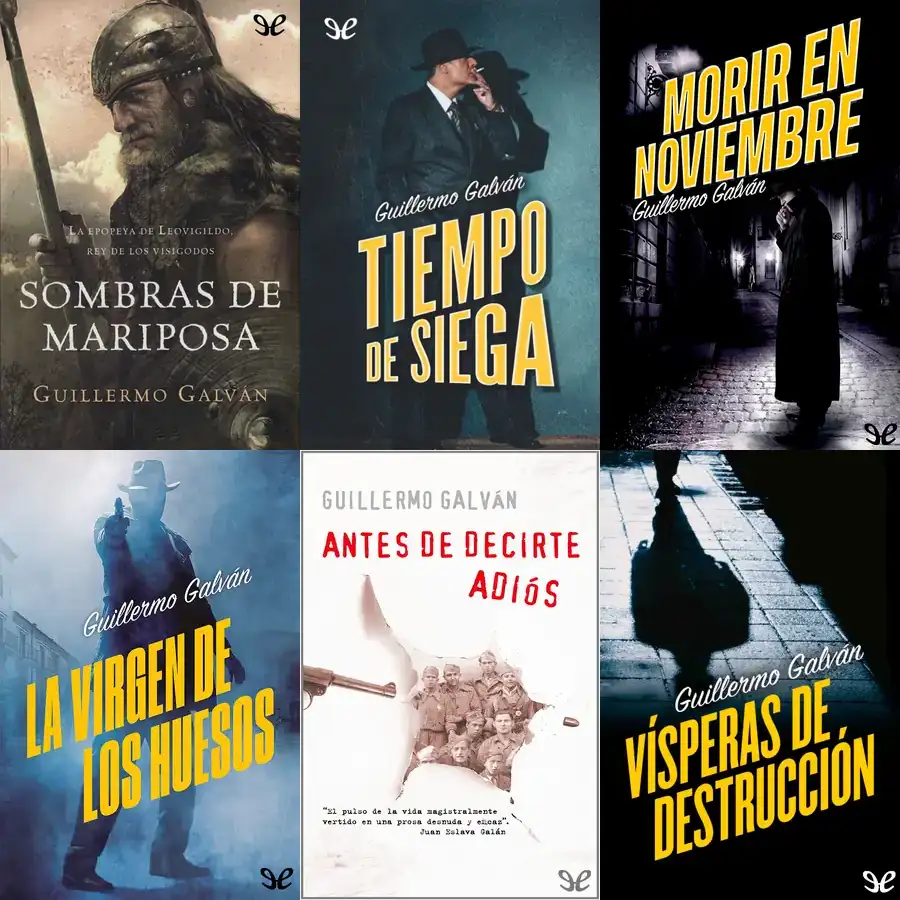 LA EPOPEYA DE LEOVIGILDO,
REY DE LOS VISIGODOS
SOMBRAS DE
MARIPOSA
GUILLERMO GALVÁN
Guillermo Galván
TIEMPO
DE SIEGA
MORIR EN
NOVIEMBRE
Guillermo Galván
Guillermo Galván
LA VIRGEN DE
LOS HUESOS
GUILLERMO GALVÁN
ANTES DE DECIRTE
ADIÓS
"El pulso de la vida magistralmente
vertido en una prosa desnuda y eficaz".
Juan Eslava Galán
Guillermo Galván
VÍSPERAS DE
DESTRUCCIÓN